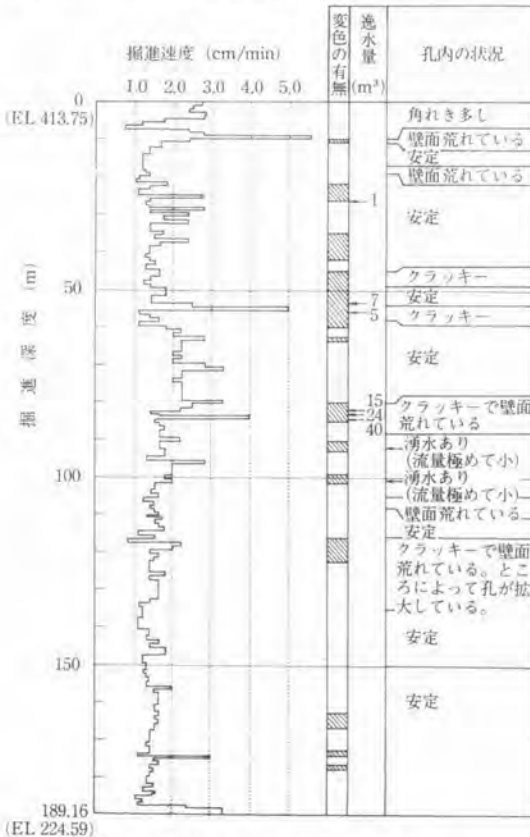 掘進速度 (cm/min)
1.0 2.0 3.0 4.0 5.0
変色の有無
逸水量
(m³)
孔内の状況
0
(EL 413.75)
50
100
150
189.16
(EL 224.59)
掘進深度 (m)
1
7
5
15
24
40
角れき多し
壁面荒れている
安定
壁面荒れている
安定
クラッキー
安定
クラッキー
安定
クラッキーで壁面
荒れている
湧水あり
(流量極めて小)
湧水あり
(流量極めて小)
壁面荒れている
安定
クラッキーで壁面
荒れている。とこ
ろによって孔が拡
大している。
安定
安定